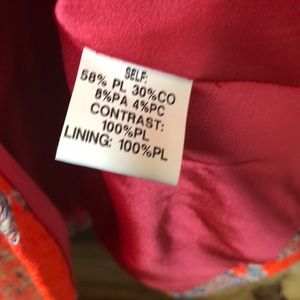 SELF:
58% PL 30%CO
8%PA 4%PC
CONTRAST:
100%PL
LINING: 100%PL